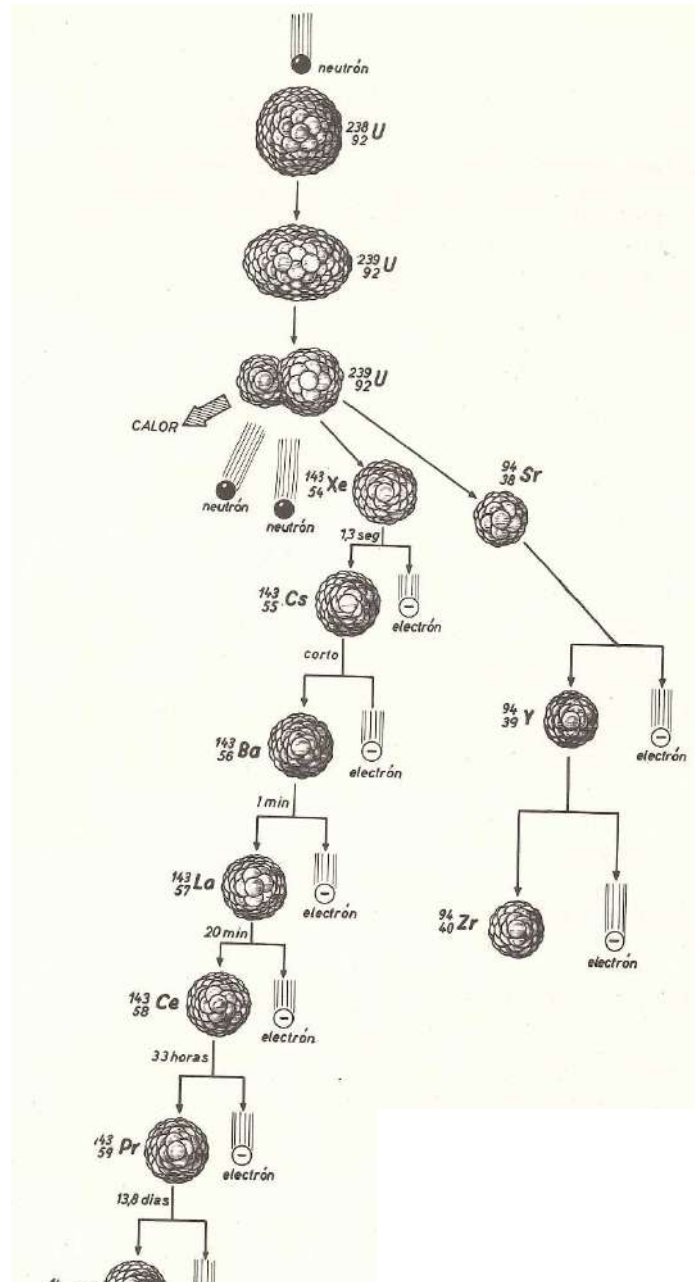 neutrón
238
92 U
239
92 U
239
92 U
CALOR
neutrón
neutrón
143
54 Xe
94
38 Sr
1,3 seg
143
55 Cs
electrón
corto
143
56 Ba
electrón
94
39 Y
electrón
1 min
143
57 La
electrón
20 min
94
40 Zr
electrón
143
58 Ce
electrón
33 horas
143
59 Pr
electrón
13,8 dias